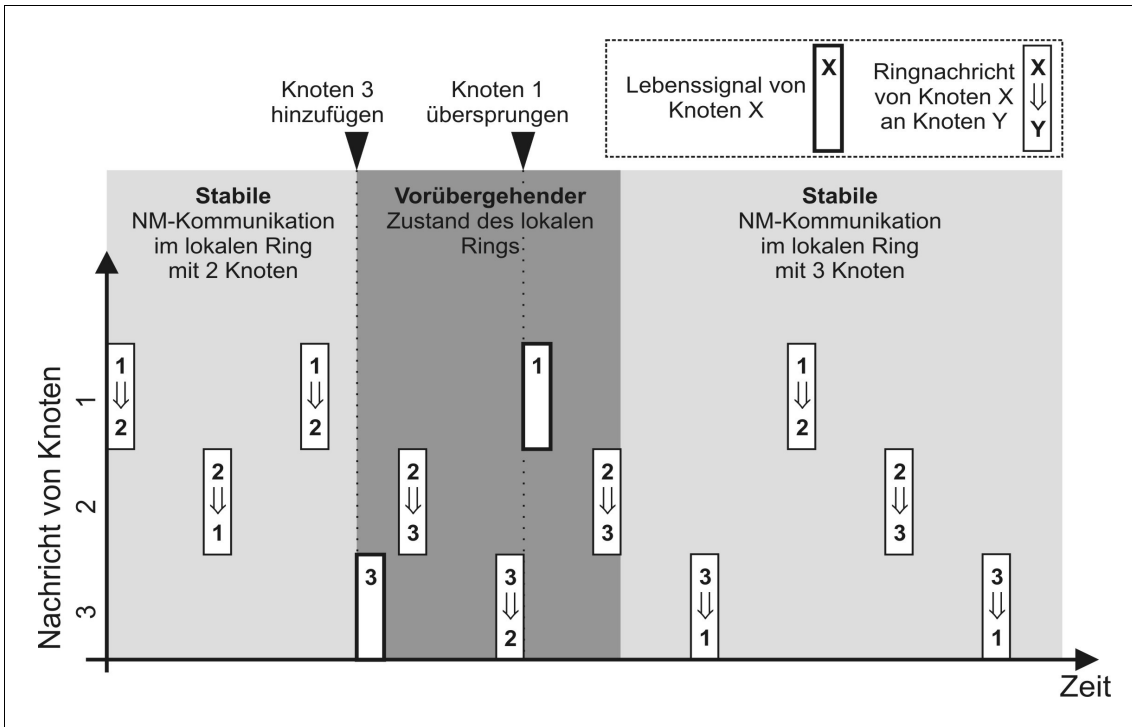 Knoten 3
hinzufügen
Knoten 1
übersprungen
Lebenssignal von
Knoten X
X
Ringnachricht
von Knoten X
an Knoten Y
X
⇓
Y
Stabile
NM-Kommunikation
im lokalen Ring
mit 2 Knoten
Vorübergehender
Zustand des lokalen
Rings
Stabile
NM-Kommunikation
im lokalen Ring
mit 3 Knoten
Nachricht von Knoten
1
1
⇓
2
1
⇓
2
1
1
⇓
2
2
2
⇓
1
2
⇓
3
2
⇓
3
2
⇓
3
3
3
3
⇓
2
3
⇓
1
3
⇓
1
Zeit